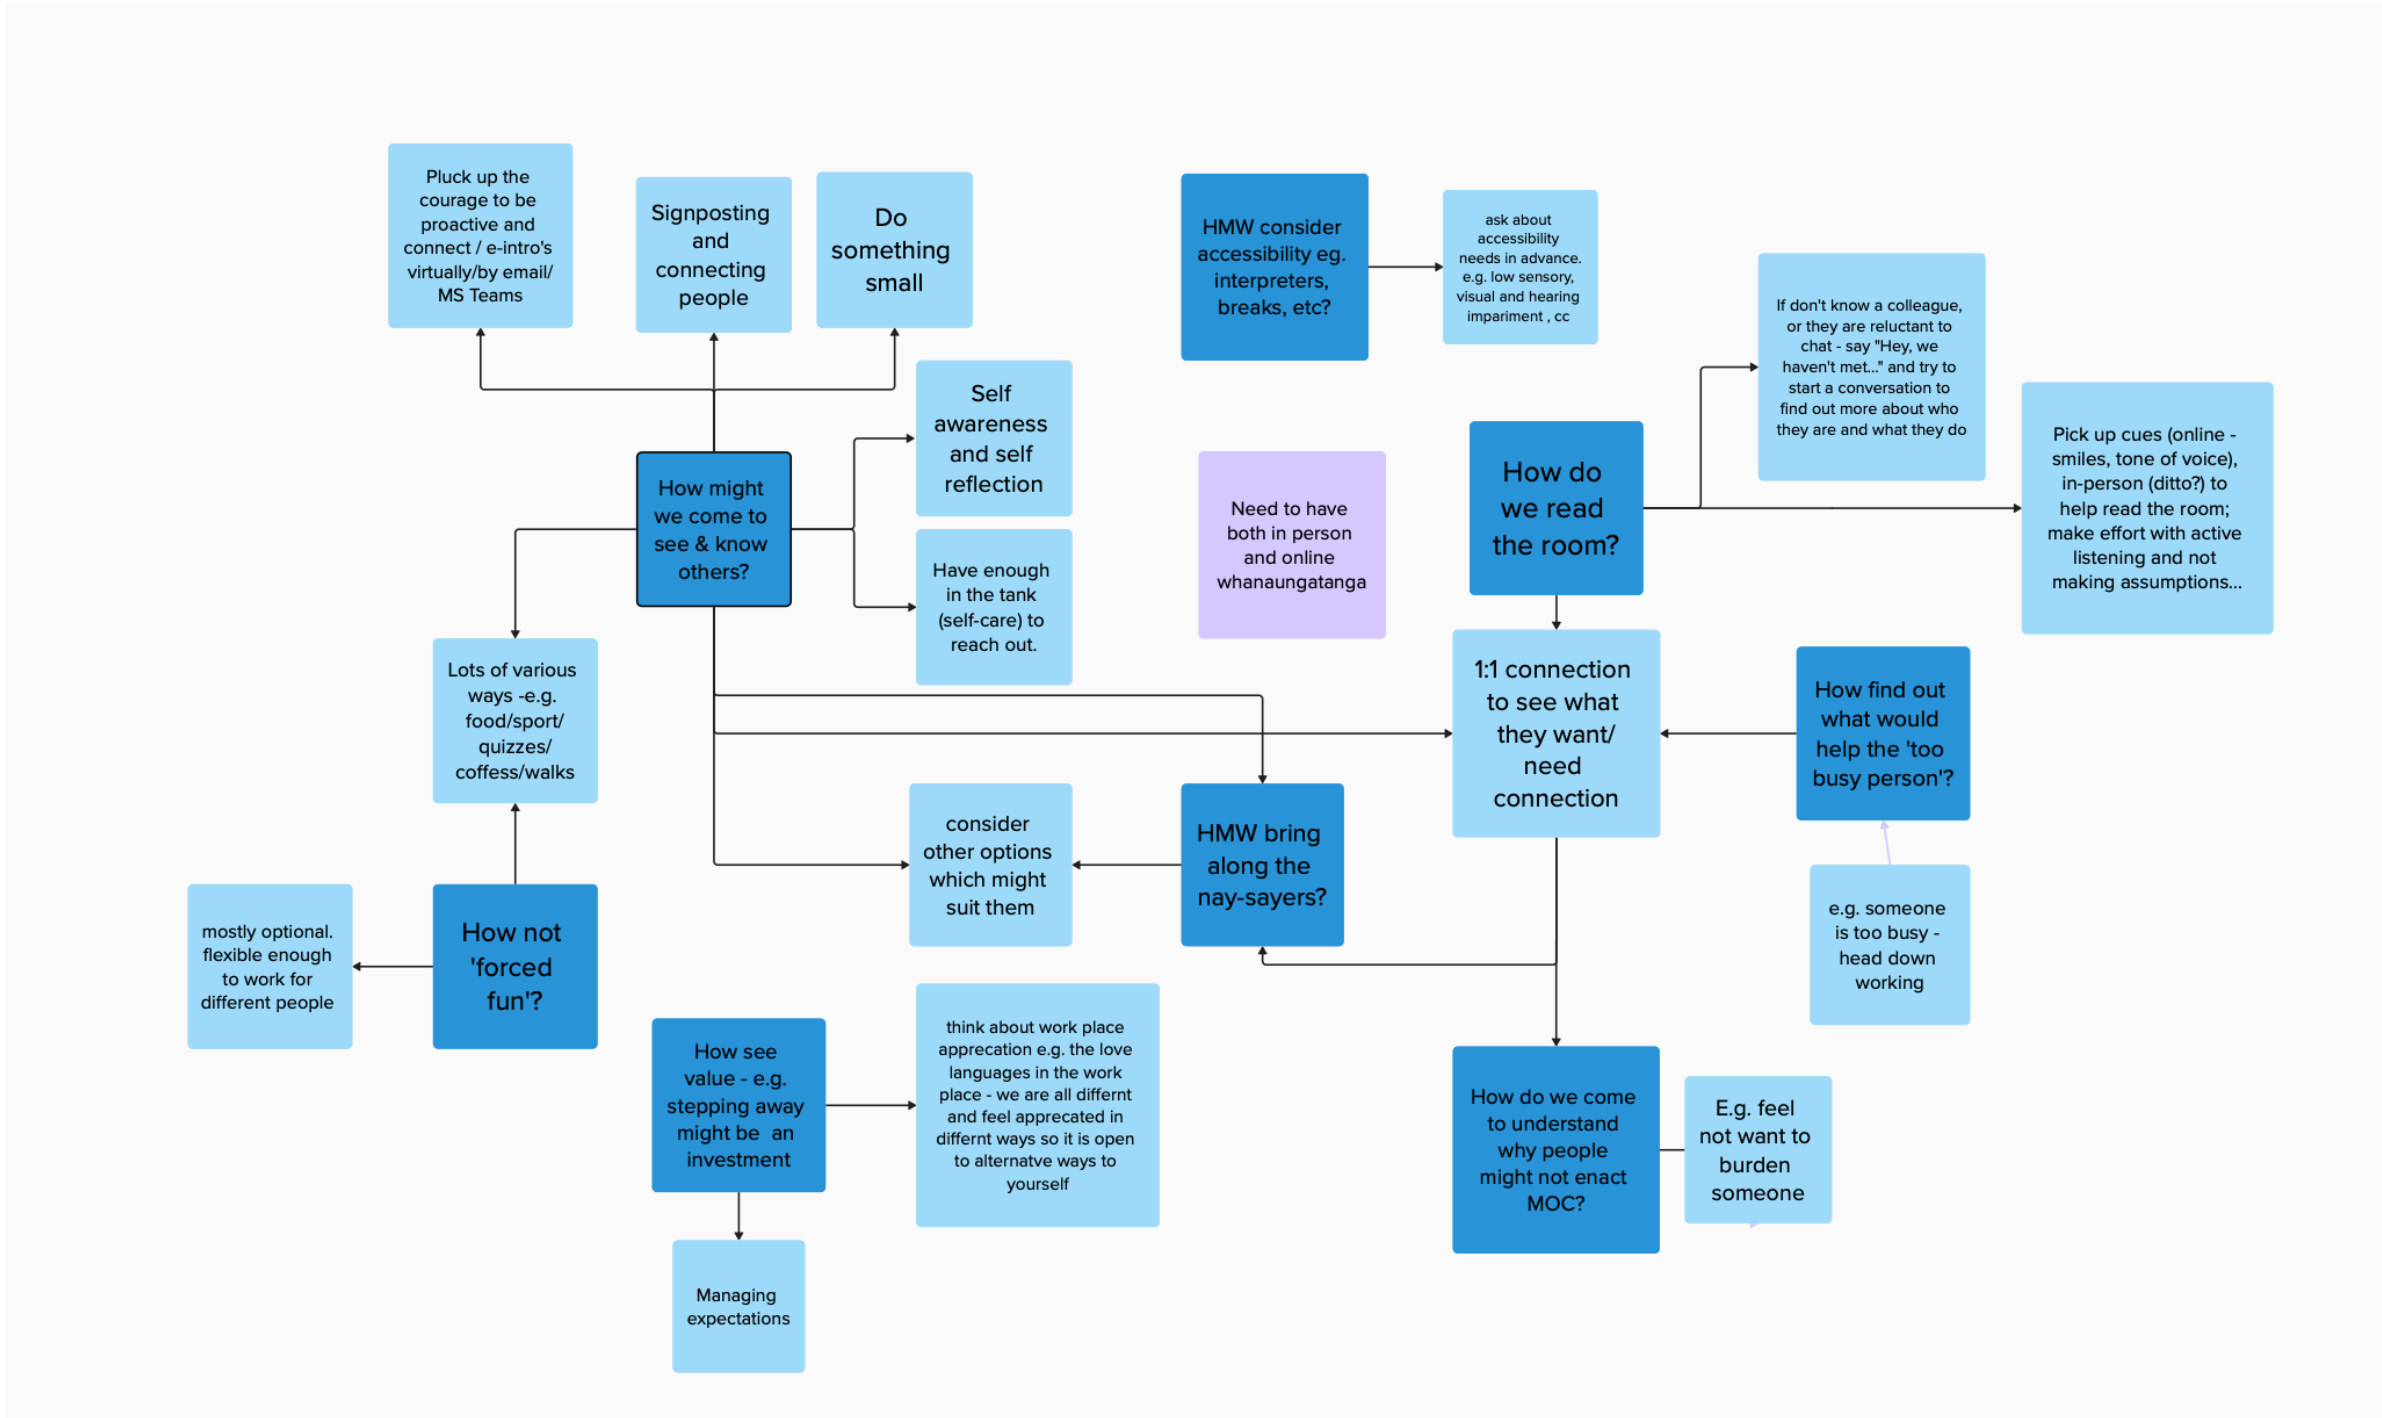 Pluck up the
courage to be
proactive and
connect / e-intro's
virtually/by email/
MS Teams
Signposting
and
connecting
people
Do
something
small
HMW consider
accessibility eg.
interpreters,
breaks, etc?
ask about
accessibility
needs in advance.
e.g. low sensory,
visual and hearing
impariment , cc
If don't know a colleague,
or they are reluctant to
chat - say "Hey, we
haven't met..." and try to
start a conversation to
find out more about who
they are and what they do
Self
awareness
and self
reflection
Pick up cues (online -
smiles, tone of voice),
in-person (ditto?) to
help read the room;
make effort with active
listening and not
making assumptions...
How might
we come to
see & know
others?
Need to have
both in person
and online
whanaungatanga
How do
we read
the room?
Have enough
in the tank
(self-care) to
reach out.
Lots of various
ways -e.g.
food/sport/
quizzes/
coffess/walks
1:1 connection
to see what
they want/
need
connection
How find out
what would
help the 'too
busy person'?
consider
other options
which might
suit them
HMW bring
along the
nay-sayers?
mostly optional.
flexible enough
to work for
different people
How not
'forced
fun'?
e.g. someone
is too busy -
head down
working
How see
value - e.g.
stepping away
might be  an
investment
think about work place
apprecation e.g. the love
languages in the work
place - we are all differnt
and feel apprecated in
differnt ways so it is open
to alternatve ways to
yourself
How do we come
to understand
why people
might not enact
MOC?
E.g. feel
not want to
burden
someone
Managing
expectations